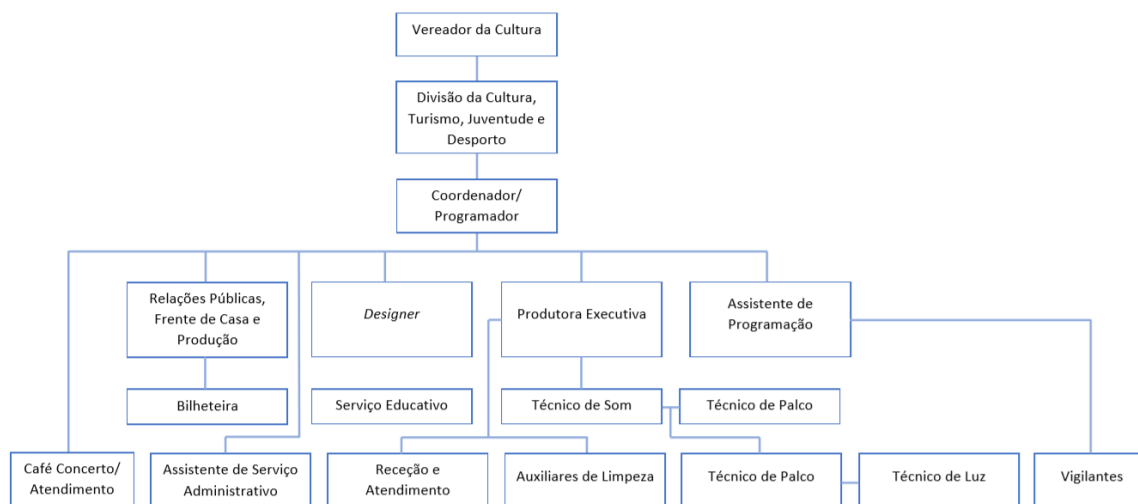 Vereador da Cultura
Divisão da Cultura,
Turismo, Juventude e
Desporto
Coordenador/
Programador
Relações Públicas,
Frente de Casa e
Produção
Designer
Produtora Executiva
Assistente de
Programação
Bilheteira
Serviço Educativo
Técnico de Som
Técnico de Palco
Café Concerto/
Atendimento
Assistente de Serviço
Administrativo
Receção e
Atendimento
Auxiliares de Limpeza
Técnico de Palco
Técnico de Luz
Vigilantes